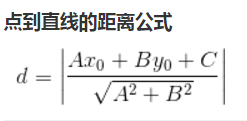 点到直线的距离公式
d = |(Ax₀ + By₀ + C) / √(A² + B²)|